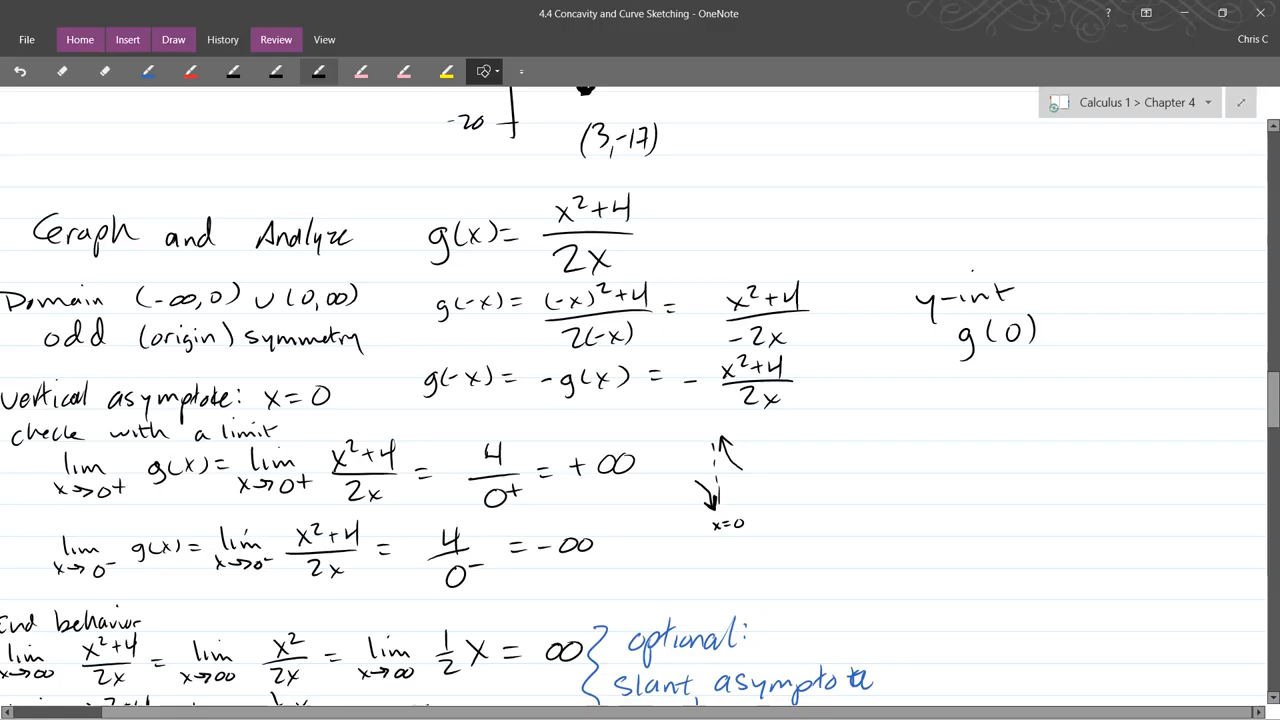 4.4 Concavity and Curve Sketching - OneNote
File Home Insert Draw History Review View
Chris C
Calculus 1 > Chapter 4
-20
(3,-17)
Graph and Analyze g(x)= x²+4 / 2x
Domain (-∞,0) ∪ (0,∞) g(-x) = (-x)²+4 / 2(-x) = x²+4 / -2x
y-int
odd (origin) symmetry
g(0)
g(-x) = -g(x) = - x²+4 / 2x
Vertical asymptote: x=0
check with a limit
lim x→0⁺ g(x)= lim x→0⁺ x²+4 / 2x = 4 / 0⁺ = +∞
x=0
lim x→0⁻ g(x)= lim x→0⁻ x²+4 / 2x = 4 / 0⁻ = -∞
End behavior
lim x→∞ x²+4 / 2x = lim x→∞ x² / 2x = lim x→∞ 1/2 x = ∞
optional:
slant asymptote